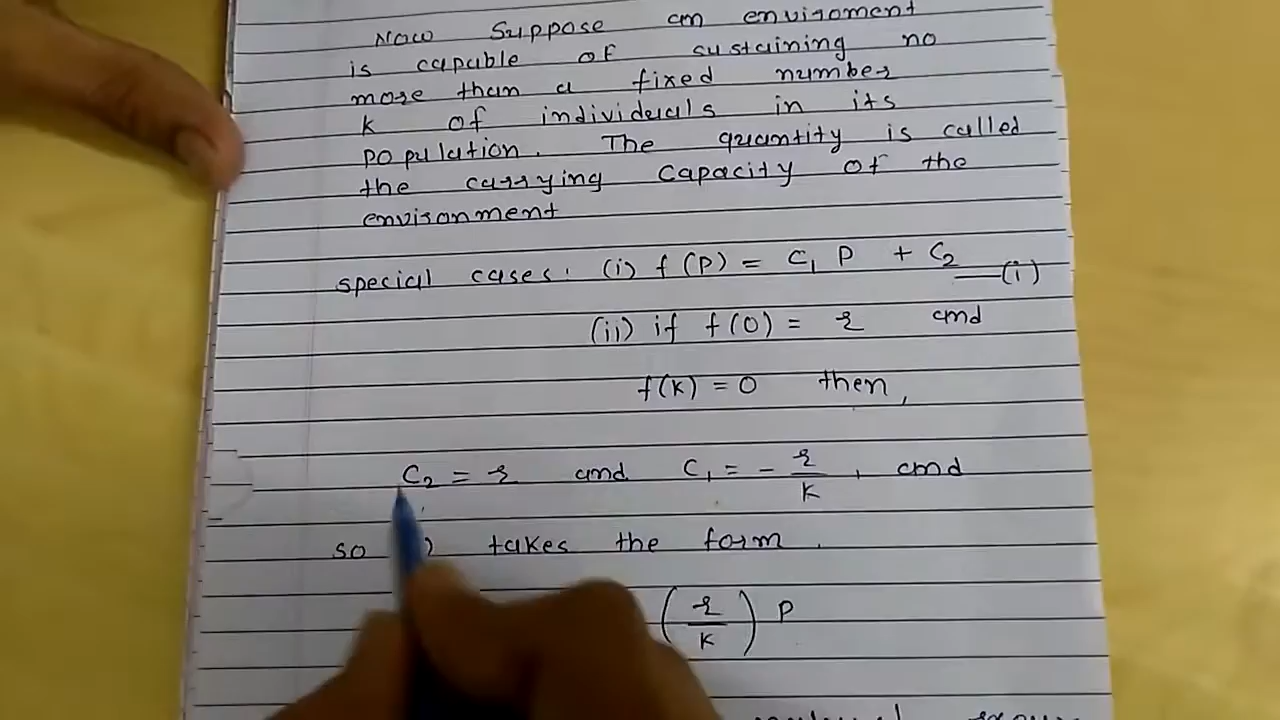 Now Suppose an enviroment
is capable of sustaining no
more than a fixed number
K of individuals in its
population. The quantity is called
the carrying capacity of the
environment
special cases: (i) f(P) = C₁ P + C₂ —(i)
(ii) if f(0) = r and
f(K) = 0 then,
C₂ = r and C₁ = - r/K , and
so ) takes the form.
(r/K) P